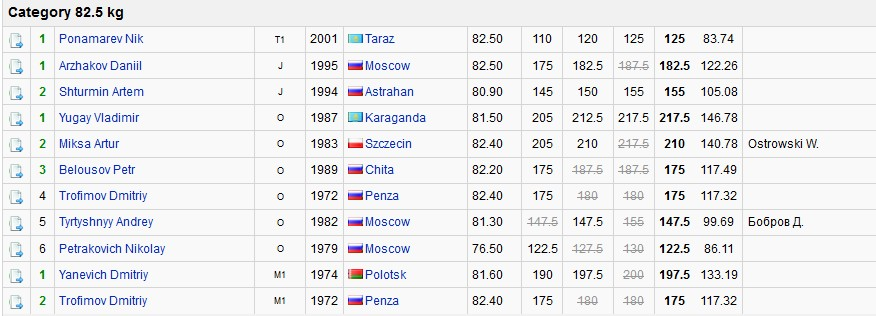 Category 82.5 kg
1 Ponamarev Nik T1 2001 Taraz 82.50 110 120 125 125 83.74
1 Arzhakov Daniil J 1995 Moscow 82.50 175 182.5 187.5 182.5 122.26
2 Shturmin Artem J 1994 Astrahan 80.90 145 150 155 155 105.08
1 Yugay Vladimir O 1987 Karaganda 81.50 205 212.5 217.5 217.5 146.78
2 Miksa Artur O 1983 Szczecin 82.40 205 210 217.5 210 140.78 Ostrowski W.
3 Belousov Petr O 1989 Chita 82.20 175 187.5 187.5 175 117.49
4 Trofimov Dmitriy O 1972 Penza 82.40 175 180 180 175 117.32
5 Tyrtyshnyy Andrey O 1982 Moscow 81.30 147.5 147.5 155 147.5 99.69 Бобров Д.
6 Petrakovich Nikolay O 1979 Moscow 76.50 122.5 127.5 130 122.5 86.11
1 Yanevich Dmitriy M1 1974 Polotsk 81.60 190 197.5 200 197.5 133.19
2 Trofimov Dmitriy M1 1972 Penza 82.40 175 180 180 175 117.32